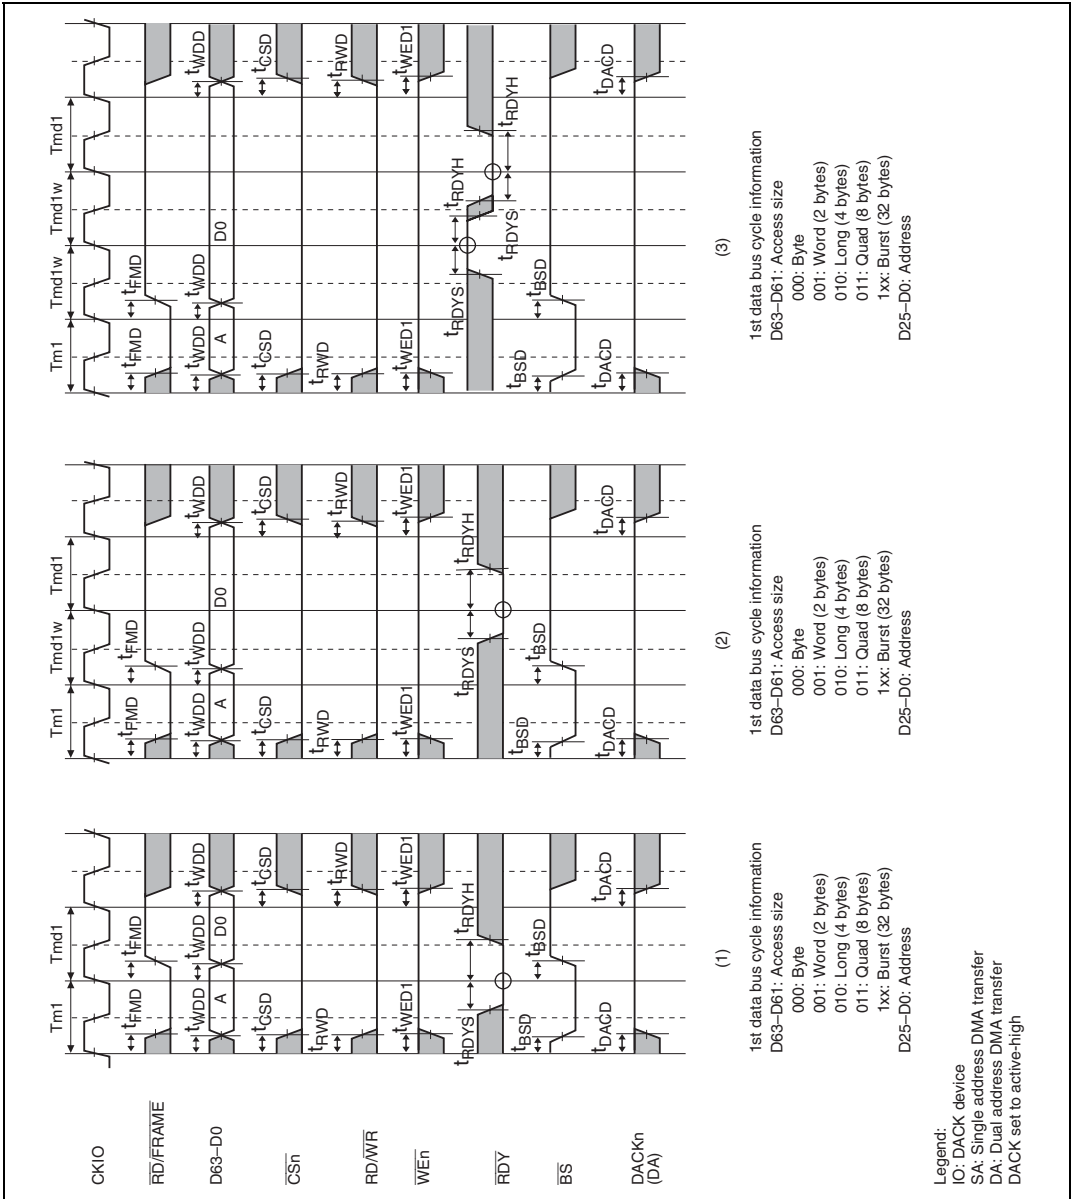 CKIO
RD/FRAME
D63–D0
CSn
RD/WR
WEn
RDY
BS
DACKn
(DA)
Tm1
Tmd1
tFMD
tFMD
tWDD
tWDD
tWDD
A
D0
tCSD
tCSD
tRWD
tRWD
tWED1
tWED1
tRDYS
tRDYH
tBSD
tBSD
tDACD
tDACD
(1)
1st data bus cycle information
D63–D61: Access size
000: Byte
001: Word (2 bytes)
010: Long (4 bytes)
011: Quad (8 bytes)
1xx: Burst (32 bytes)
D25–D0: Address
Tm1
Tmd1w
Tmd1
tFMD
tFMD
tWDD
tWDD
tWDD
A
D0
tCSD
tCSD
tRWD
tRWD
tWED1
tWED1
tRDYS
tRDYH
tBSD
tBSD
tDACD
tDACD
(2)
1st data bus cycle information
D63–D61: Access size
000: Byte
001: Word (2 bytes)
010: Long (4 bytes)
011: Quad (8 bytes)
1xx: Burst (32 bytes)
D25–D0: Address
Tm1
Tmd1w
Tmd1w
Tmd1
tFMD
tFMD
tWDD
tWDD
tWDD
A
D0
tCSD
tCSD
tRWD
tRWD
tWED1
tWED1
tRDYS
tRDYH
tRDYS
tRDYH
tBSD
tBSD
tDACD
tDACD
(3)
1st data bus cycle information
D63–D61: Access size
000: Byte
001: Word (2 bytes)
010: Long (4 bytes)
011: Quad (8 bytes)
1xx: Burst (32 bytes)
D25–D0: Address
Legend:
IO: DACK device
SA: Single address DMA transfer
DA: Dual address DMA transfer
DACK set to active-high